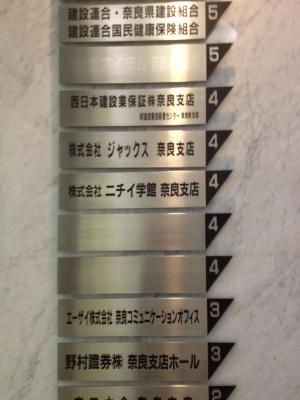 建設連合・奈良県建設組合
建設連合国民健康保険組合
5
アイテム
5
西日本建設業保証㈱奈良支店
4
株式会社 ジャックス 奈良支店
4
株式会社 ニチイ学館 奈良支店
4
4
4
エーザイ株式会社 奈良コミュニケーションオフィス
3
野村證券㈱ 奈良支店ホール
3
2